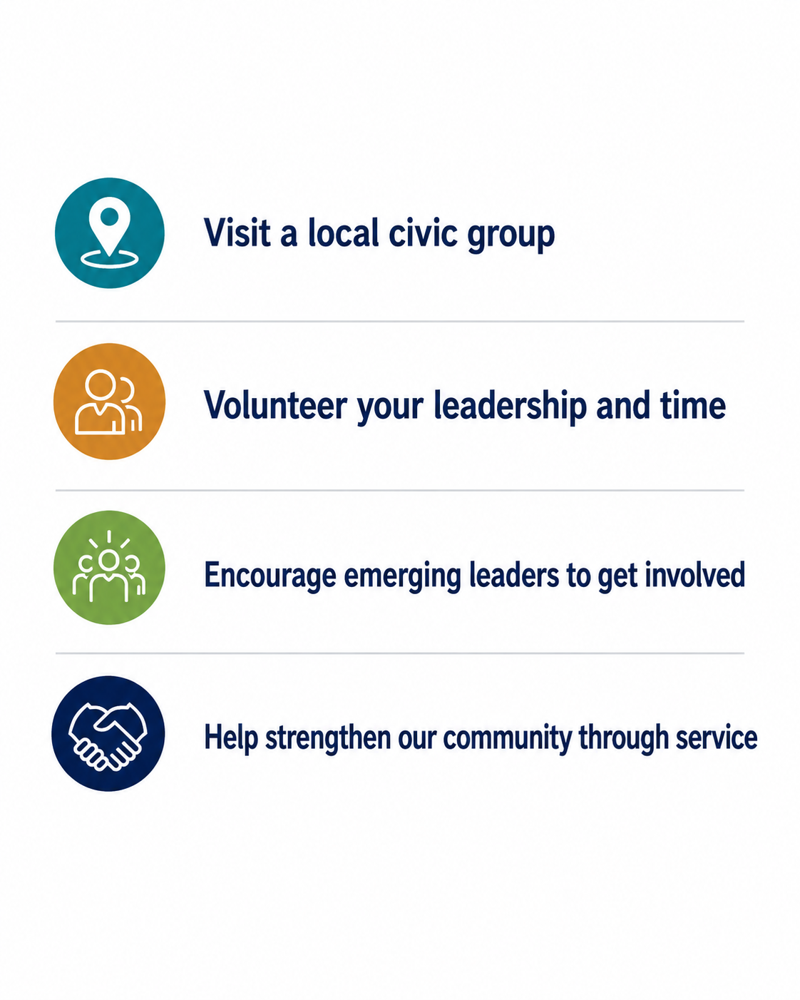 Visit a local civic group
Volunteer your leadership and time
Encourage emerging leaders to get involved
Help strengthen our community through service